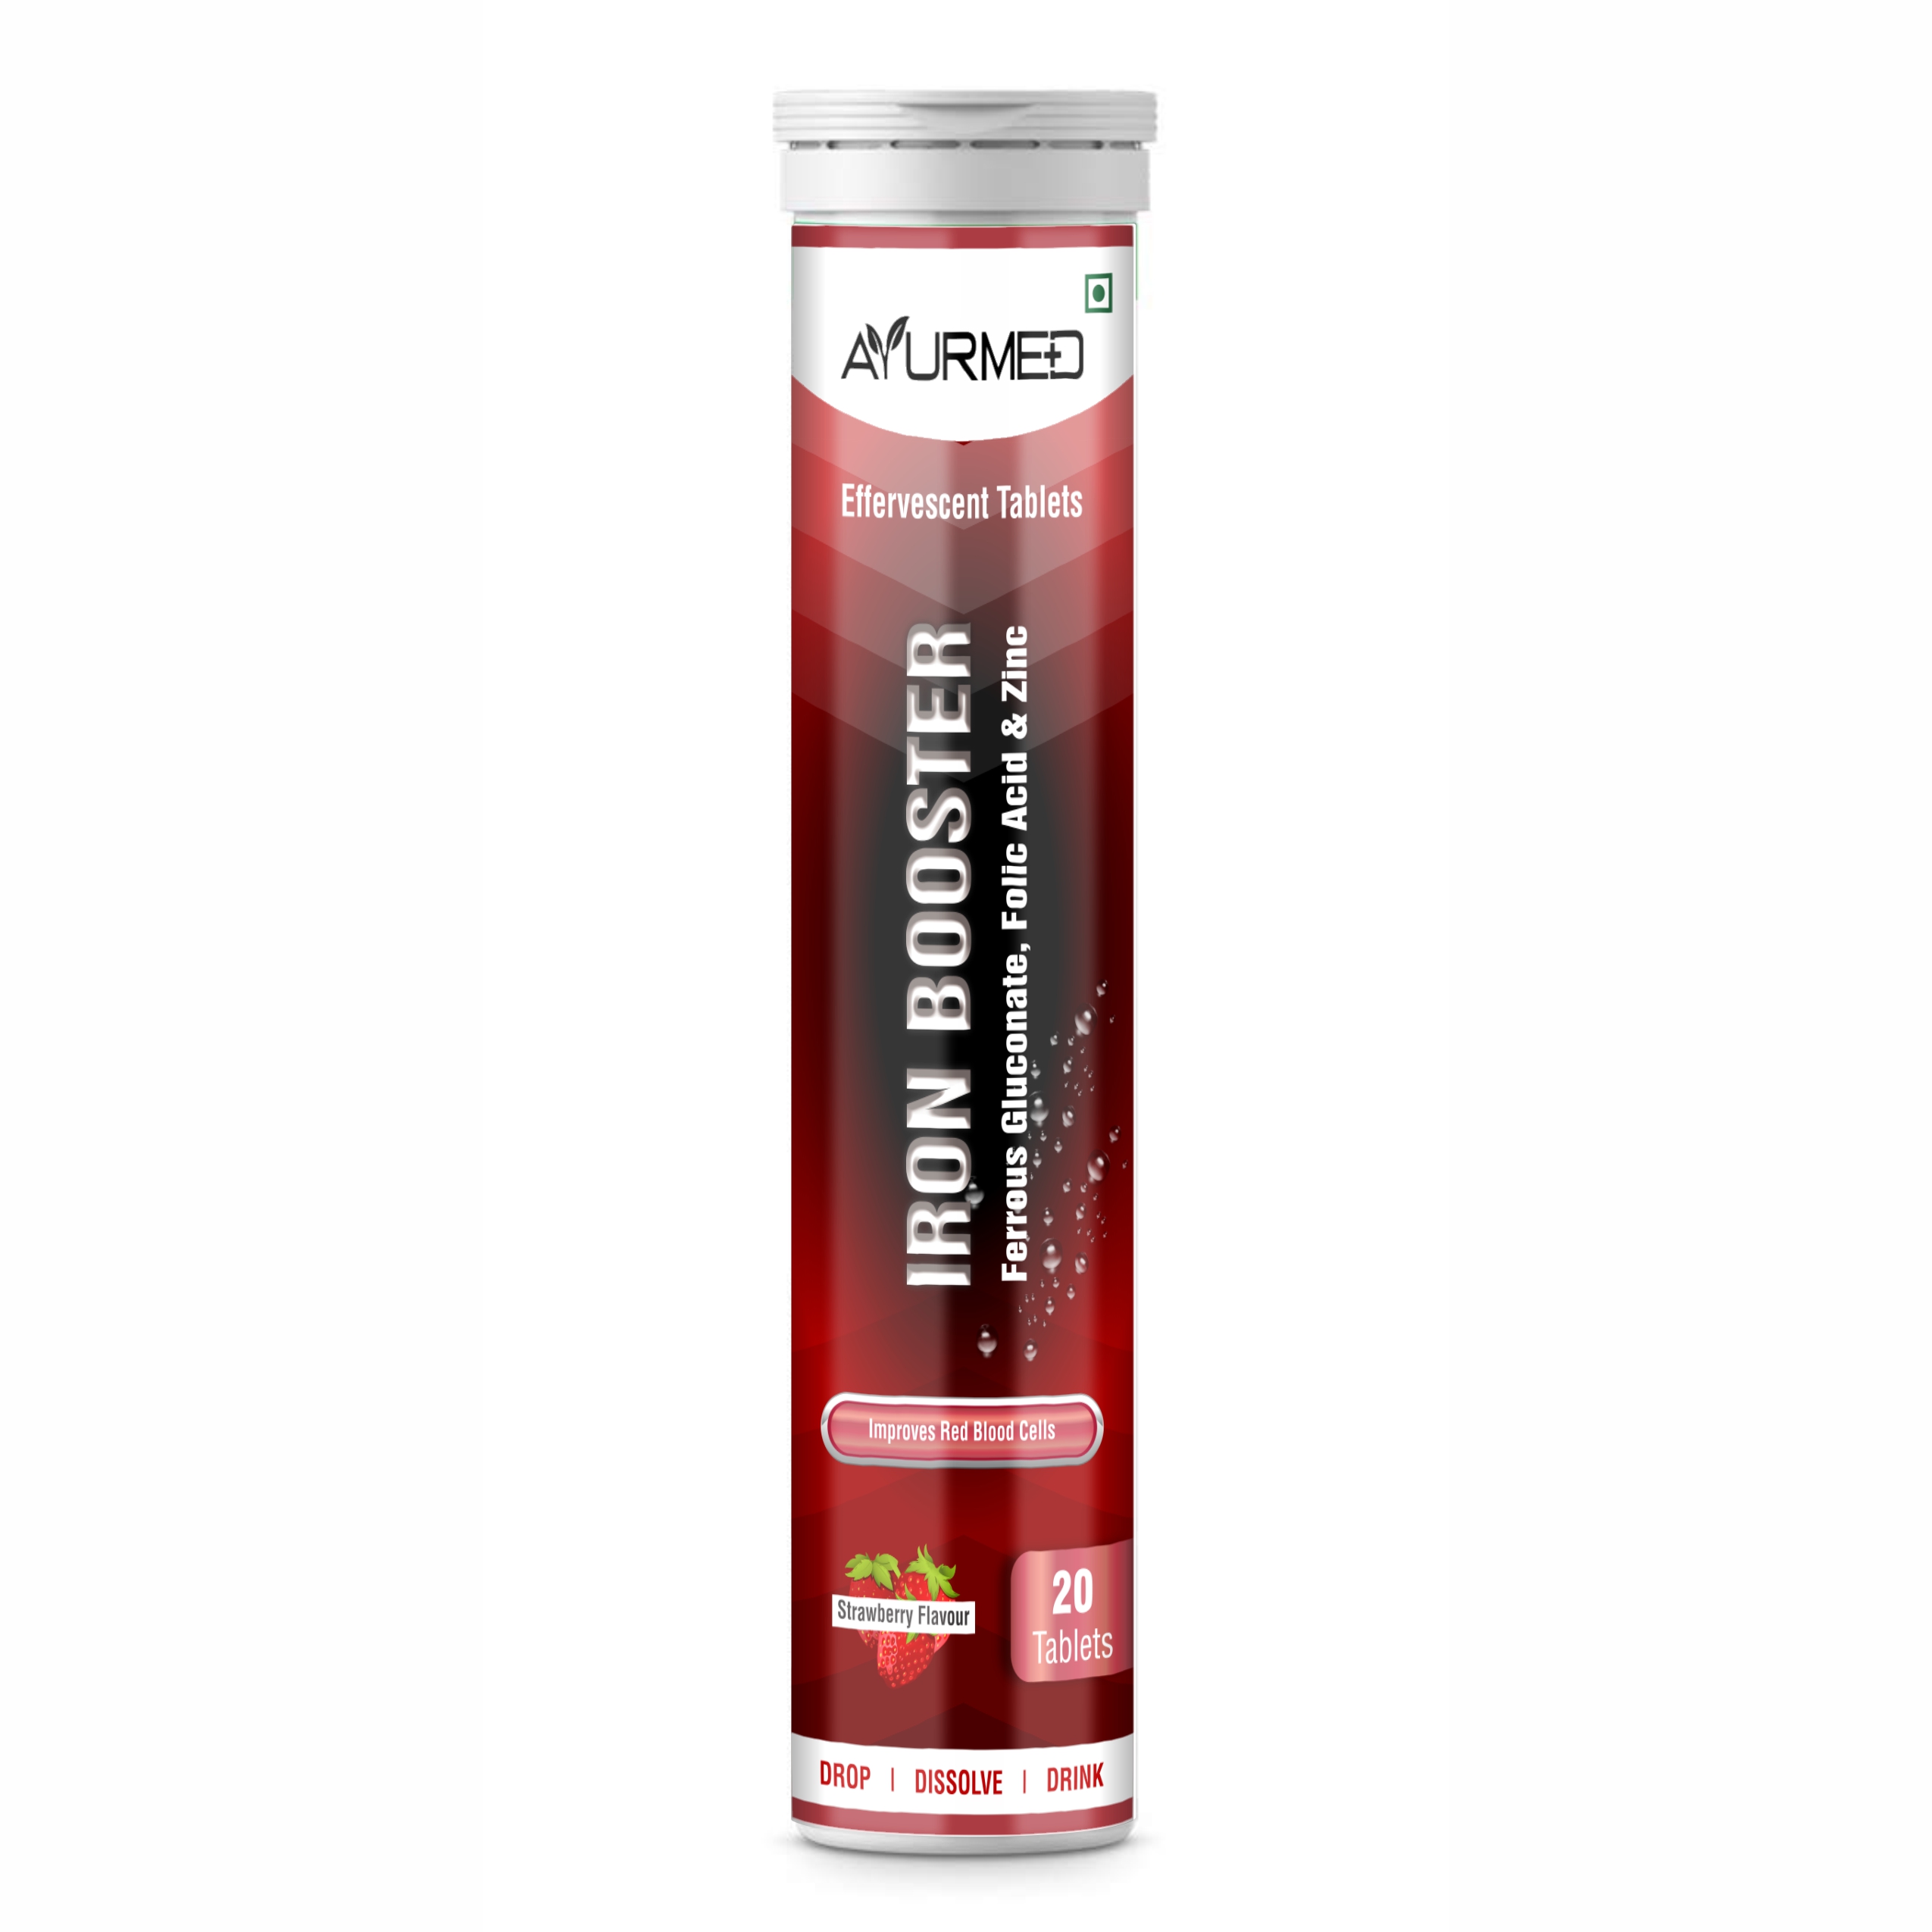 AYURMED
Effervescent Tablets
IRON BOOSTER
Ferrous Gluconate, Folic Acid & Zinc
Improves Red Blood Cells
Strawberry Flavour
20
Tablets
DROP | DISSOLVE | DRINK